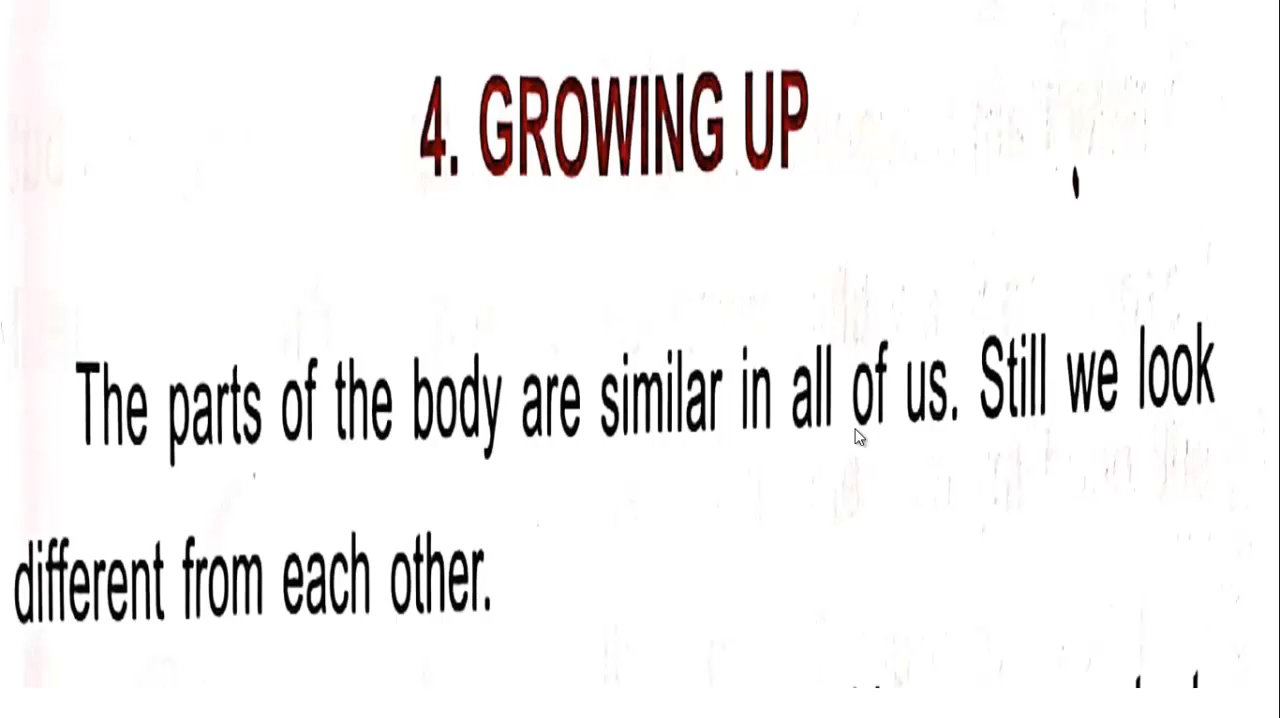 4. GROWING UP
The parts of the body are similar in all of us. Still we look
different from each other.